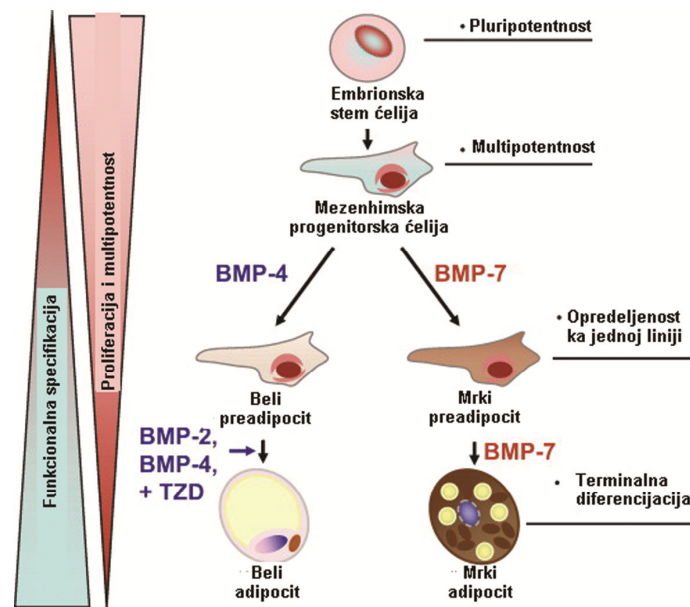 Funkcionalna specifikacija
Proliferacija i multipotentnost
• Pluripotentnost
Embrionska
stem ćelija
• Multipotentnost
Mezenhimska
progenitorska ćelija
BMP-4
BMP-7
• Opredeljenost
ka jednoj liniji
Beli
preadipocit
Mrki
preadipocit
BMP-2,
BMP-4,
+ TZD
BMP-7
• Terminalna
diferencijacija
Beli
adipocit
Mrki
adipocit